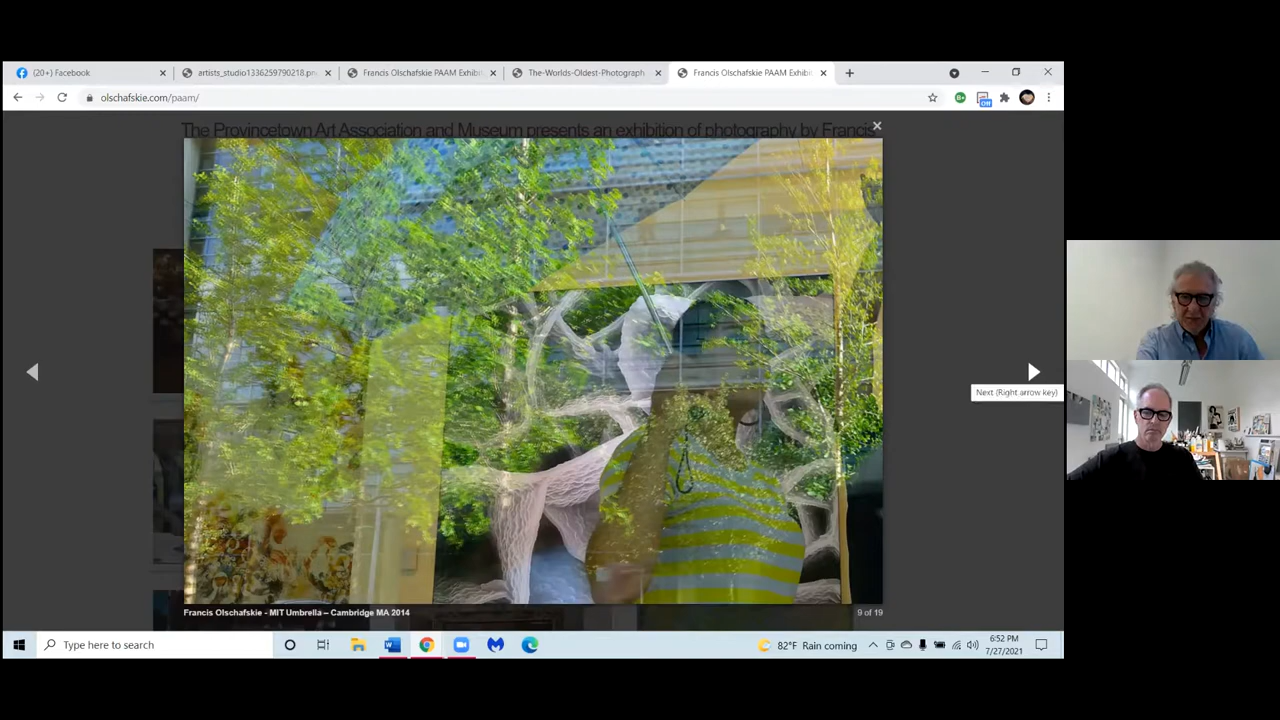 (20+) Facebook
artists_studio1336259790218.pn
Francis Olschafskie PAAM Exhibit
The-Worlds-Oldest-Photograph
Francis Olschafskie PAAM Exhibi
olschafskie.com/paam/
Off
The Provincetown Art Association and Museum presents an exhibition of photography by Francis
Next (Right arrow key)
Francis Olschafskie - MIT Umbrella – Cambridge MA 2014
9 of 19
Type here to search
82°F Rain coming
6:52 PM
7/27/2021